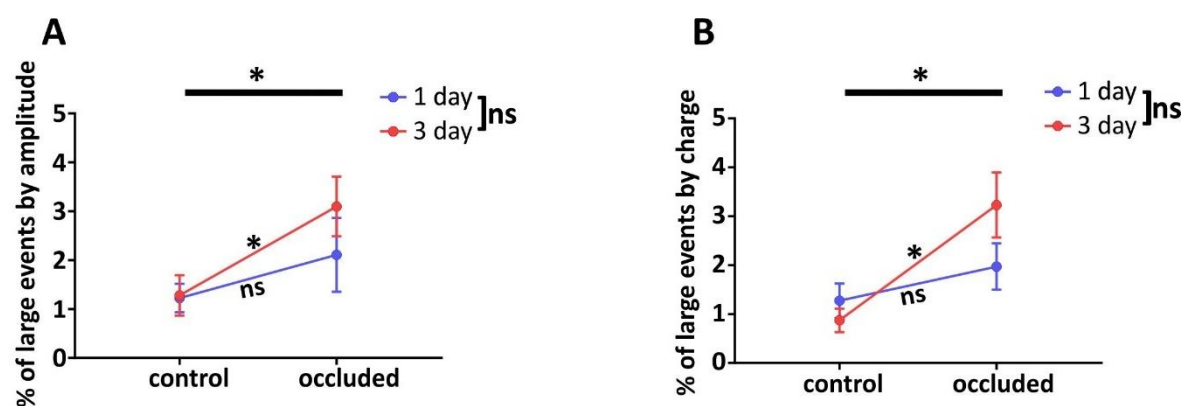 A
% of large events by amplitude
*
1 day
3 day
]ns
5
4
3
2
1
0
*
ns
control occluded
B
% of large events by charge
*
1 day
3 day
]ns
5
4
3
2
1
0
*
ns
control occluded